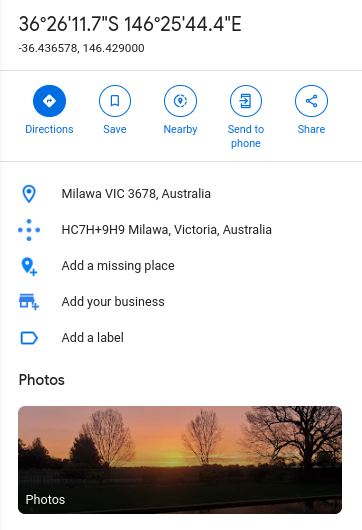 36°26'11.7"S 146°25'44.4"E
-36.436578, 146.429000
Directions
Save
Nearby
Send to
phone
Share
Milawa VIC 3678, Australia
HC7H+9H9 Milawa, Victoria, Australia
Add a missing place
Add your business
Add a label
Photos
Photos